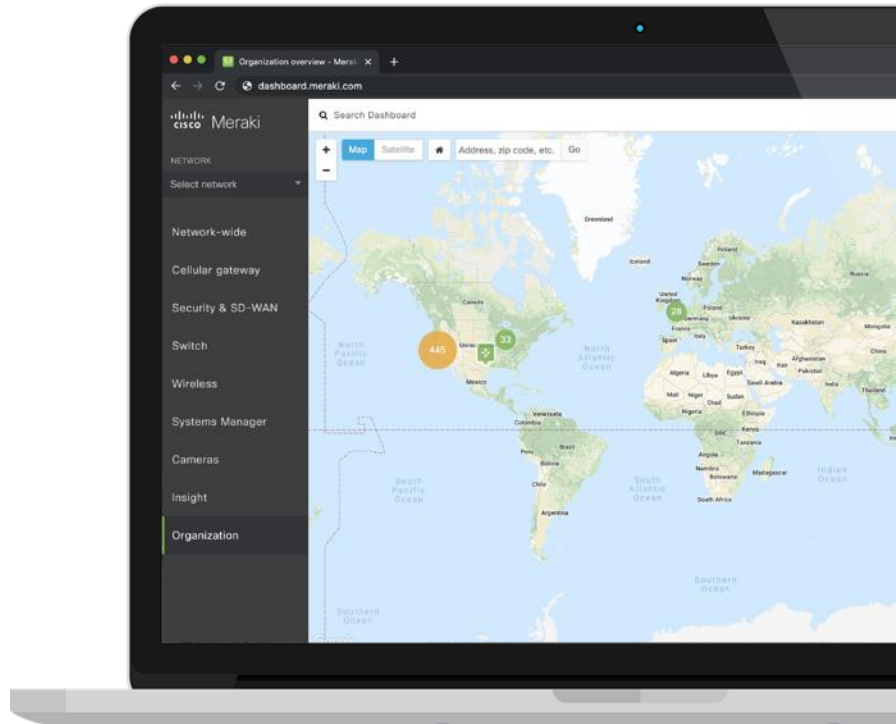 Organization overview - Merak
dashboard.meraki.com
cisco Meraki
Search Dashboard
NETWORK
Select network
Network-wide
Cellular gateway
Security & SD-WAN
Switch
Wireless
Systems Manager
Cameras
Insight
Organization
+
−
Map Satellite
Address, zip code, etc. Go
Greenland
Iceland
Finland
Sweden
Norway
Russia
Canada
United Kingdom
28
Poland
Germany
Ukraine
France
Kazakhstan
Mongolia
Spain
Italy
Turkey
China
445
33
North Pacific Ocean
North Atlantic Ocean
Iraq
Iran
Afghanistan
Pakistan
Algeria
Libya
Egypt
Saudi Arabia
India
Thailand
Mexico
Mali
Niger
Chad
Sudan
Nigeria
Ethiopia
Venezuela
Colombia
DRC
Kenya
Tanzania
Peru
Brazil
Bolivia
Angola
Namibia
Botswana
Madagascar
Chile
South Pacific Ocean
South Atlantic Ocean
Indian Ocean
South Africa
Argentina
Southern Ocean
Southern Ocean